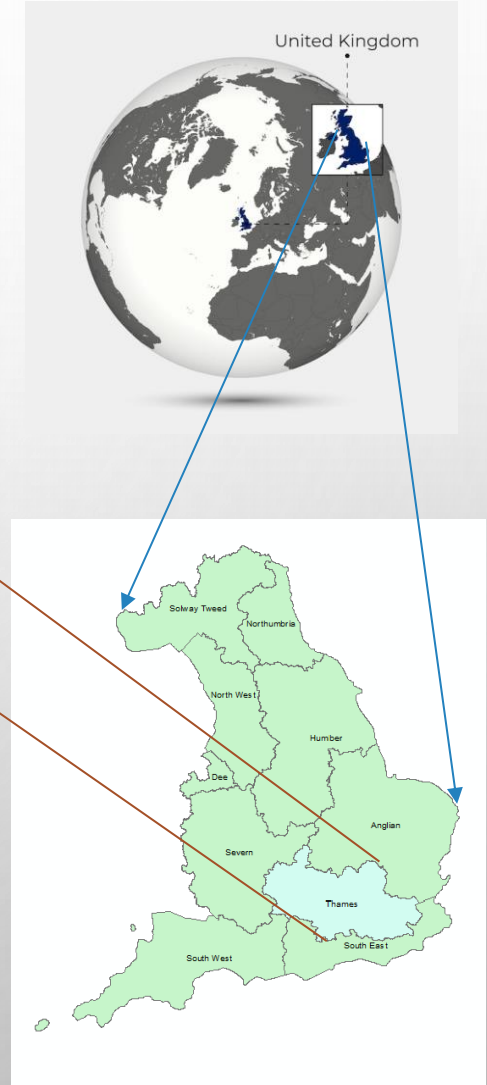 United Kingdom
Solway Tweed
Northumbria
North West
Humber
Dee
Anglian
Severn
Thames
South East
South West